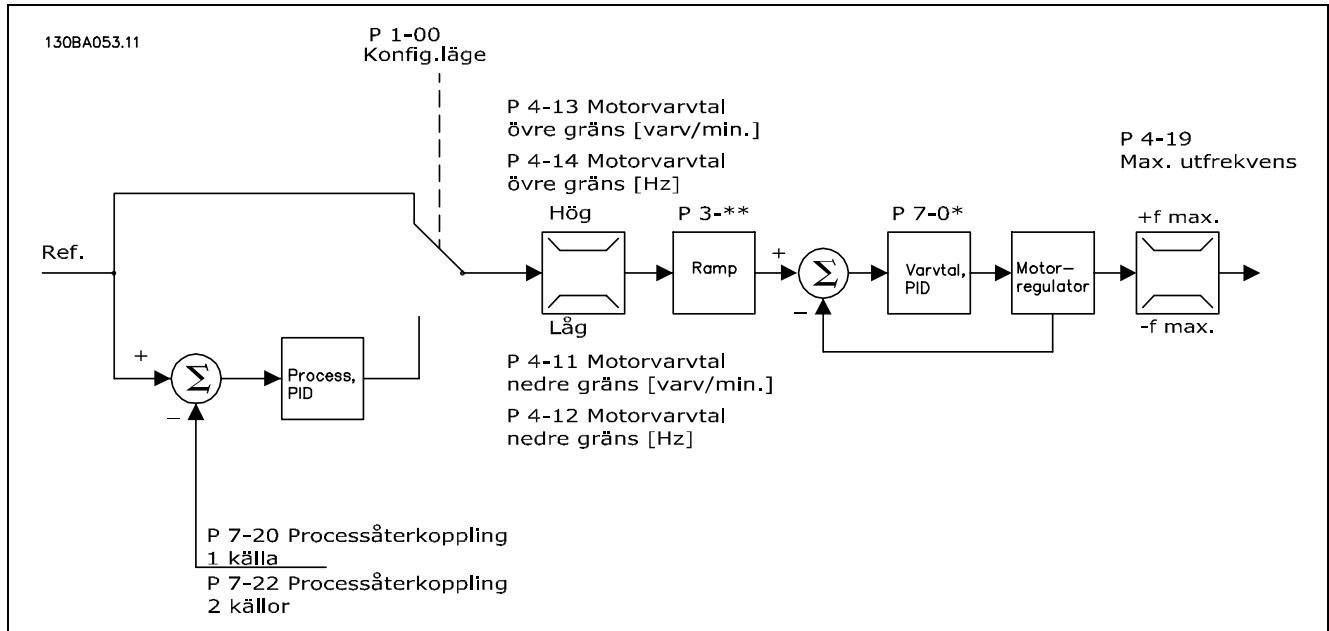 130BA053.11
P 1-00
Konfig.läge
P 4-13 Motorvarvtal
övre gräns [varv/min.]
P 4-14 Motorvarvtal
övre gräns [Hz]
P 4-19
Max. utfrekvens
Hög
P 3-**
P 7-0*
+f max.
Ref.
Ramp
+
Σ
−
Varvtal,
PID
Motor-
regulator
Låg
-f max.
+
Σ
−
Process,
PID
P 4-11 Motorvarvtal
nedre gräns [varv/min.]
P 4-12 Motorvarvtal
nedre gräns [Hz]
P 7-20 Processåterkoppling
1 källa
P 7-22 Processåterkoppling
2 källor